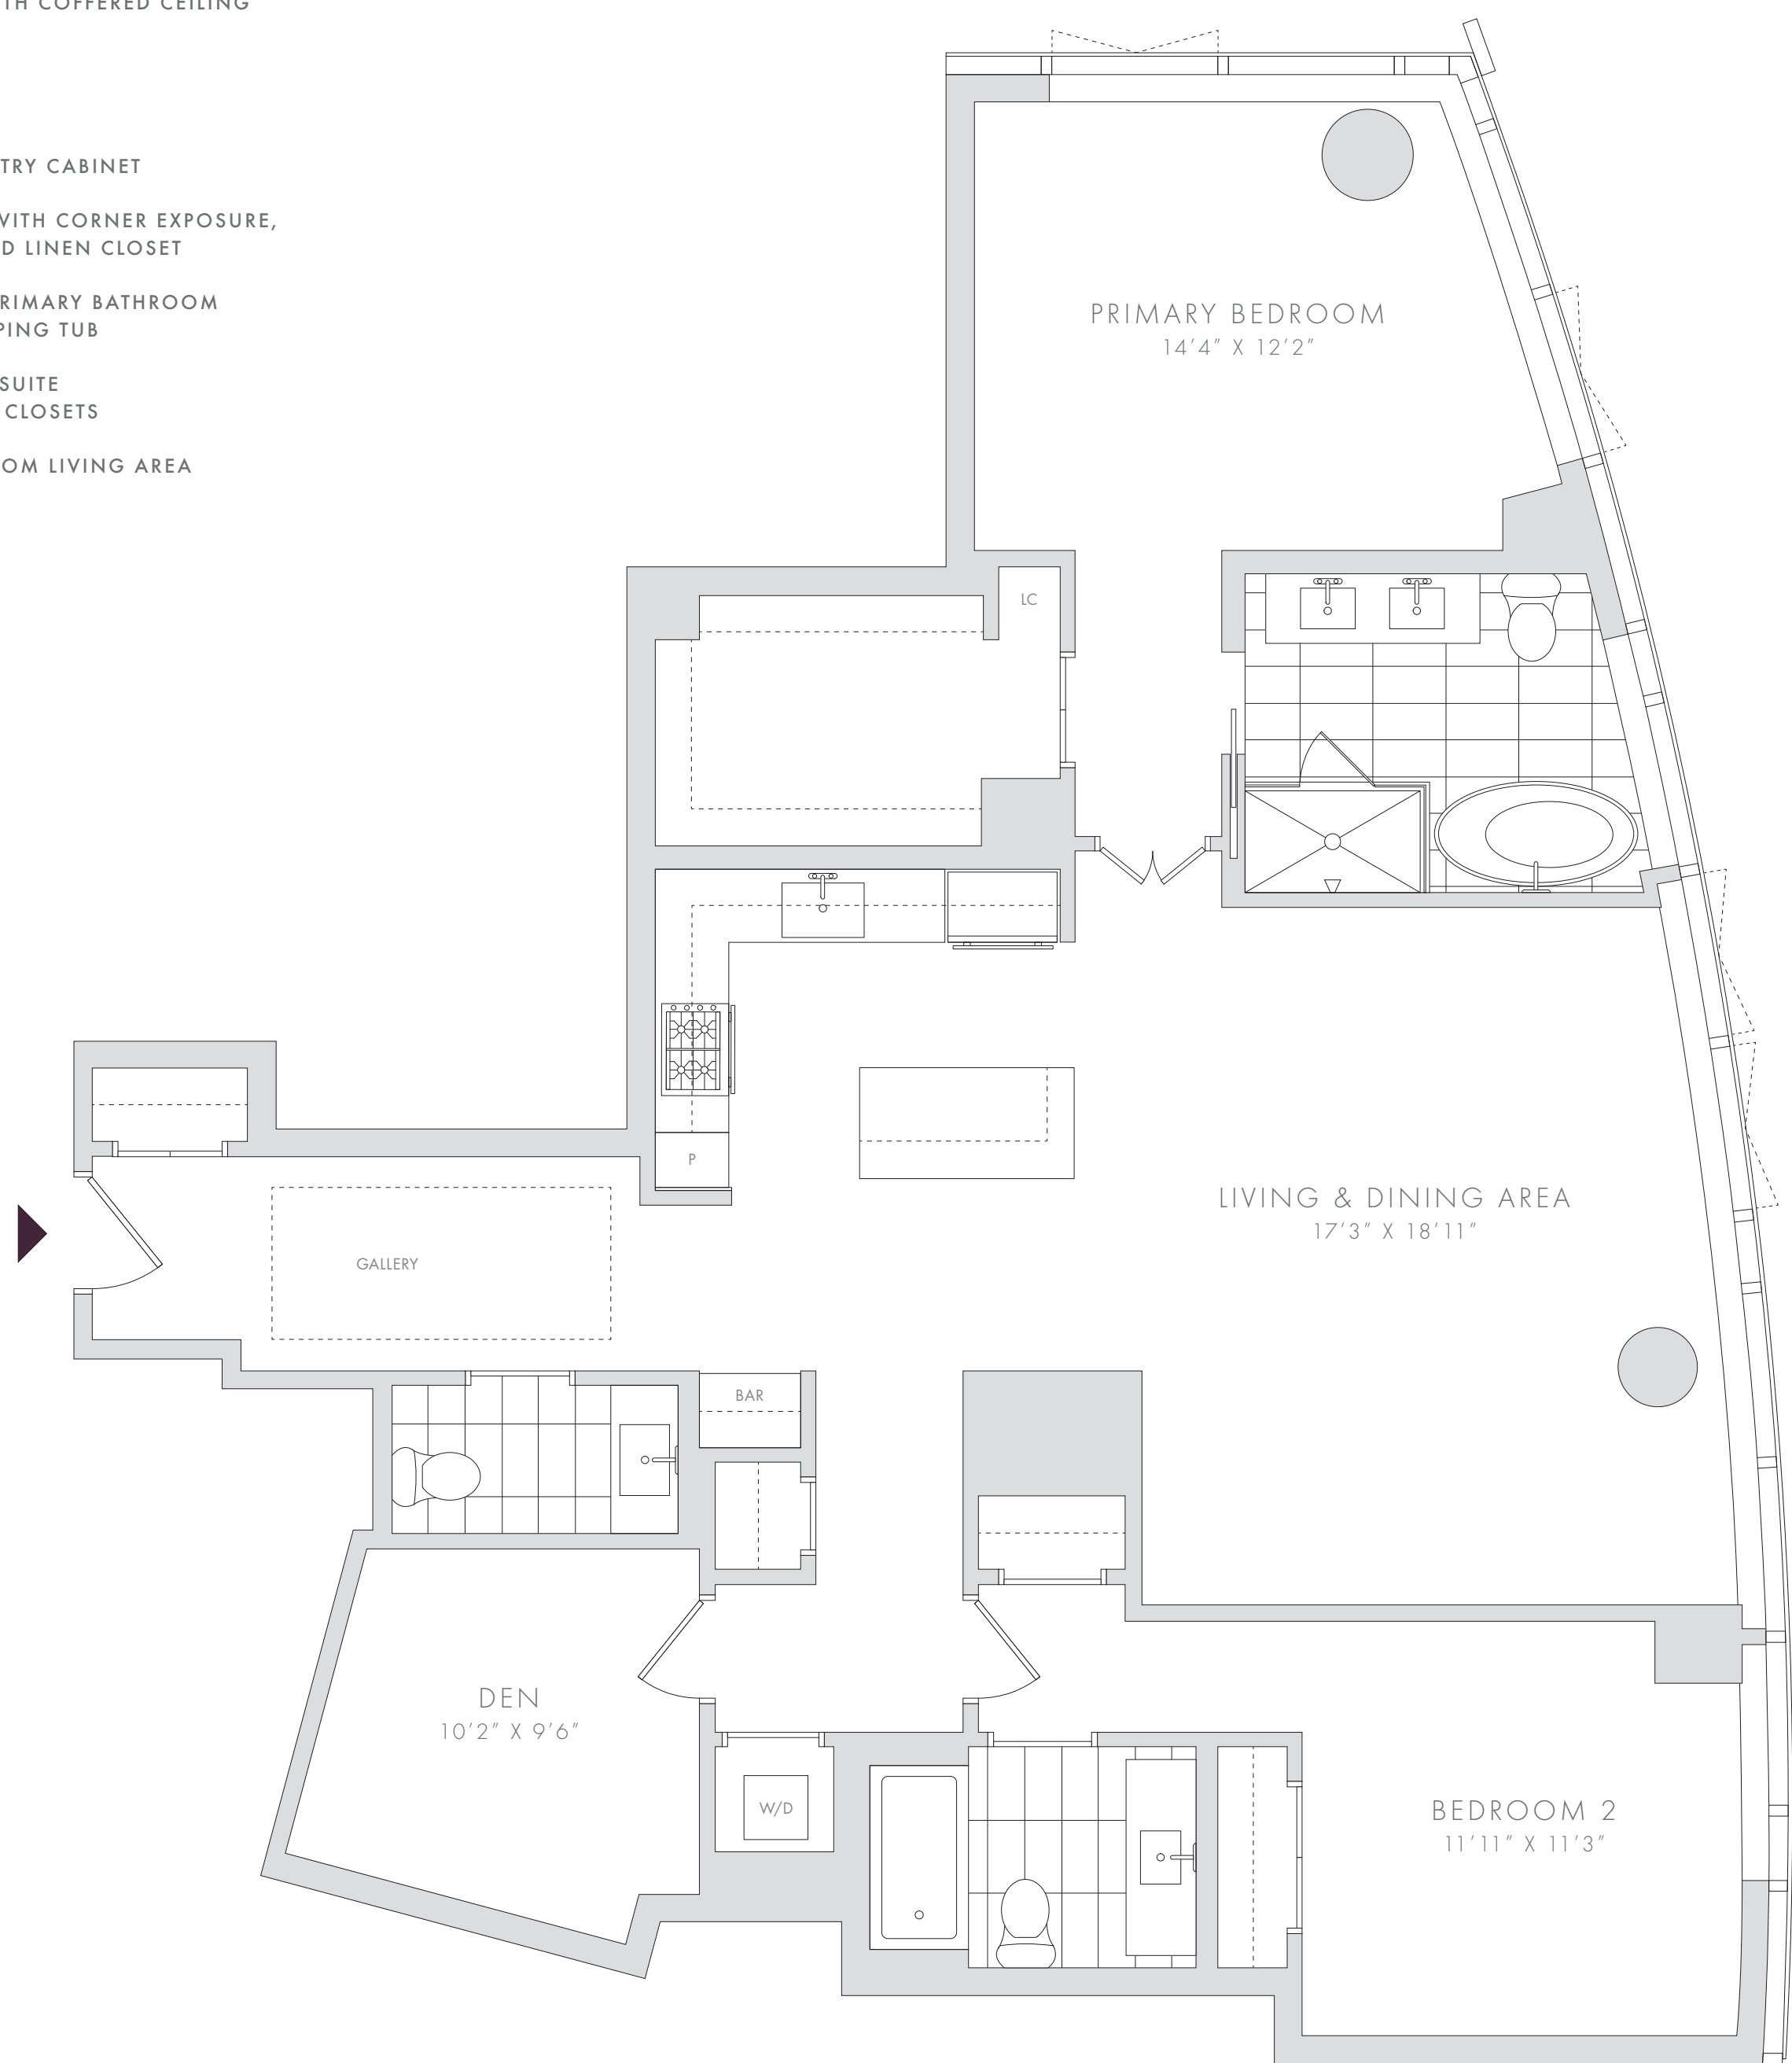 TH COFFERED CEILING
TRY CABINET
WITH CORNER EXPOSURE,
D LINEN CLOSET
RIMARY BATHROOM
PING TUB
SUITE
CLOSETS
OM LIVING AREA
PRIMARY BEDROOM
14'4” X 12'2”
LC
P
LIVING & DINING AREA
17'3” X 18'11”
GALLERY
BAR
DEN
10'2” X 9'6”
W/D
BEDROOM 2
11'11” X 11'3”